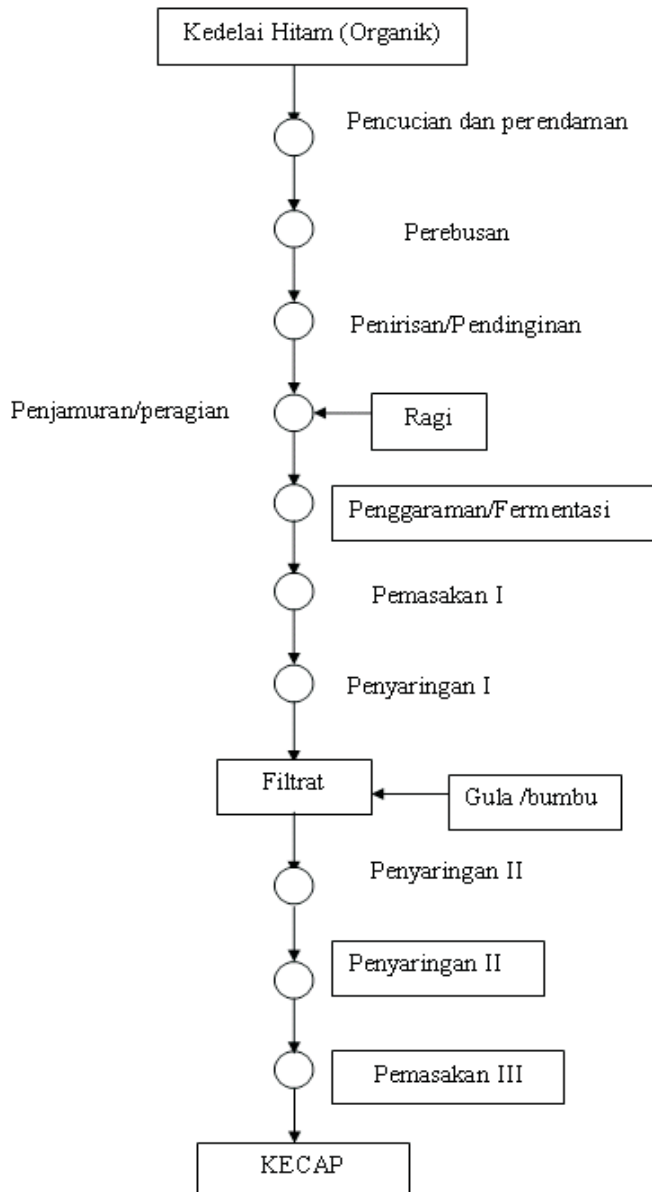 Kedelai Hitam (Organik)
Pencucian dan perendaman
Perebusan
Penirisan/Pendinginan
Penjamuran/peragian
Ragi
Penggaraman/Fermentasi
Pemasakan I
Penyaringan I
Filtrat
Gula /bumbu
Penyaringan II
Penyaringan II
Pemasakan III
KECAP